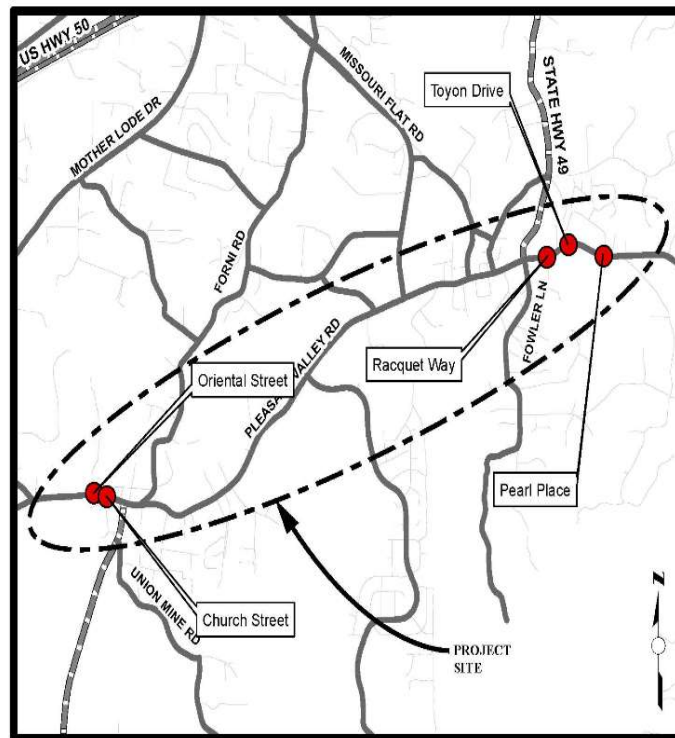 US HWY 50
MOTHER LODE DR
MISSOURI FLAT RD
Toyon Drive
STATE HWY 49
FORNI RD
Oriental Street
PLEASANT VALLEY RD
Racquet Way
FOWLER LN
Pearl Place
UNION MINE RD
Church Street
PROJECT
SITE
N